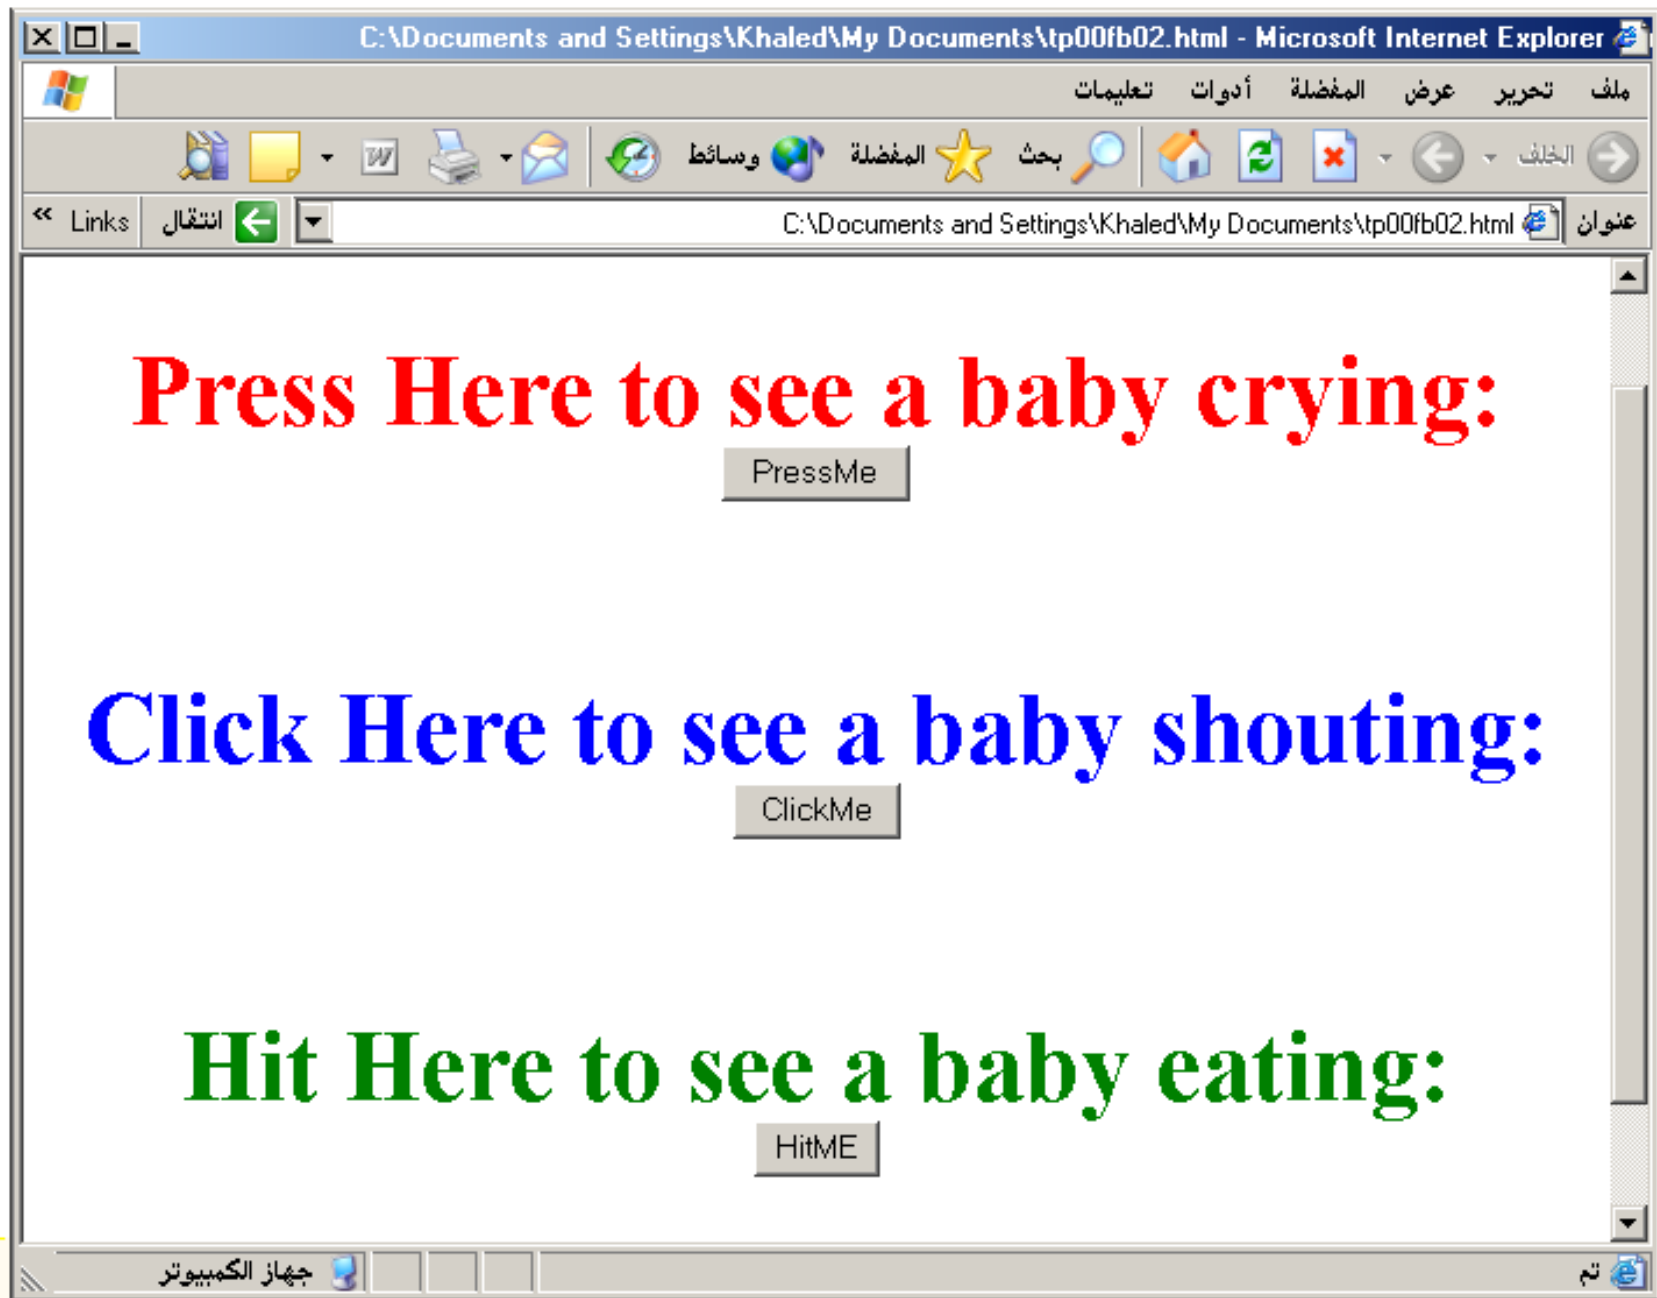 C:\Documents and Settings\Khaled\My Documents\tp00fb02.html - Microsoft Internet Explorer
ملف تحرير عرض المفضلة أدوات تعليمات
الخلف بحث المفضلة وسائط
عنوان C:\Documents and Settings\Khaled\My Documents\tp00fb02.html انتقال Links »
Press Here to see a baby crying:
PressMe
Click Here to see a baby shouting:
ClickMe
Hit Here to see a baby eating:
HitME
تم جهاز الكمبيوتر